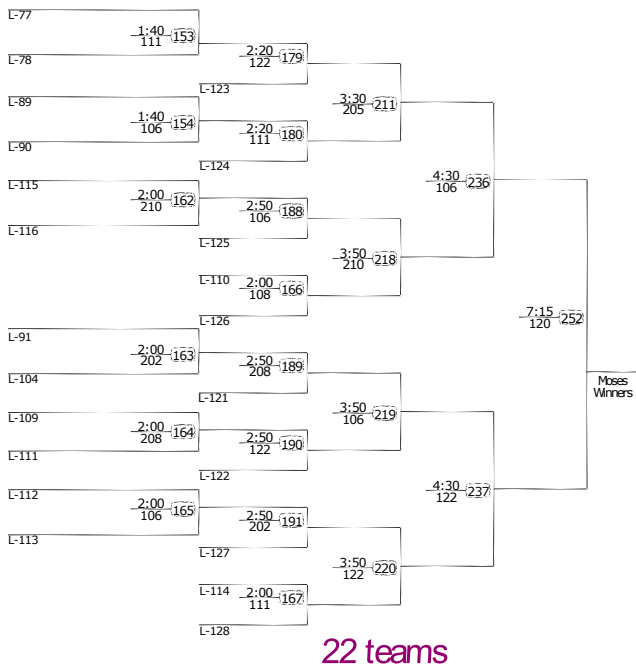 L-77
1:40
111 153
L-78
2:20
122 179
L-123
L-89
1:40
106 154
L-90
2:20
111 180
L-124
3:30
205 211
L-115
2:00
210 162
L-116
2:50
106 188
L-125
L-110
2:00
108 166
L-126
3:50
210 218
4:30
106 236
L-91
2:00
202 163
L-104
2:50
208 189
L-121
L-109
2:00
208 164
L-111
2:50
122 190
L-122
3:50
106 219
L-112
2:00
106 165
L-113
2:50
202 191
L-127
L-114
2:00
111 167
L-128
3:50
122 220
4:30
122 237
7:15
120 252
Moses
Winners
22 teams